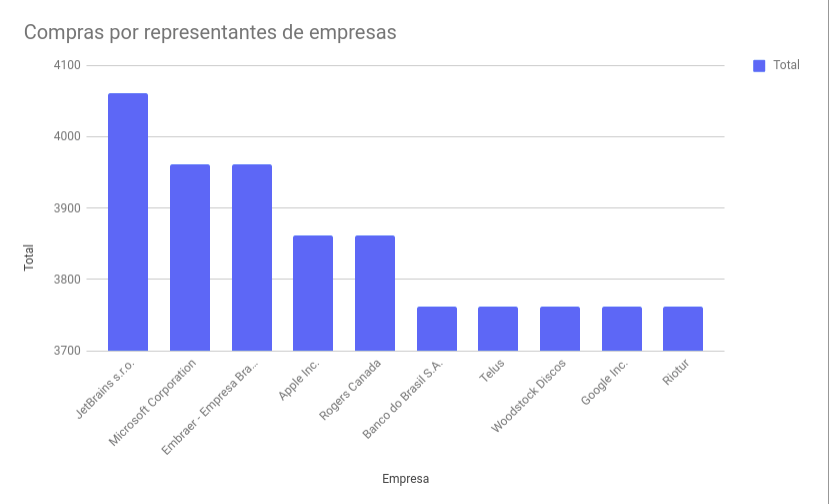 Compras por representantes de empresas
Total
4100
4000
3900
3800
3700
Total
JetBrains s.r.o.
Microsoft Corporation
Embraer - Empresa Bra...
Apple Inc.
Rogers Canada
Banco do Brasil S.A.
Telus
Woodstock Discos
Google Inc.
Riotur
Empresa